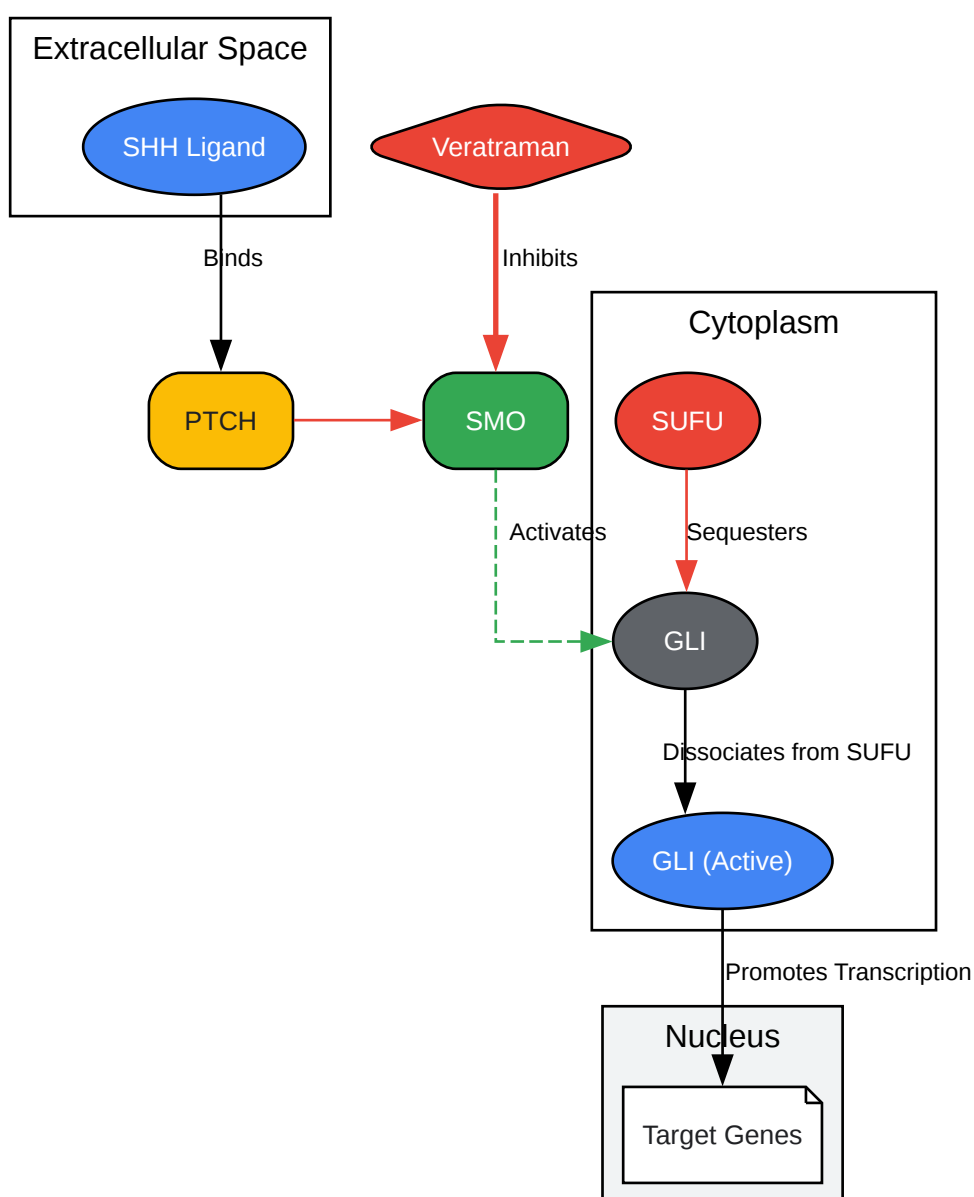 Extracellular Space
SHH Ligand
Veratraman
Binds
Inhibits
Cytoplasm
PTCH
SMO
SUFU
Activates
Sequesters
GLI
Dissociates from SUFU
GLI (Active)
Promotes Transcription
Nucleus
Target Genes